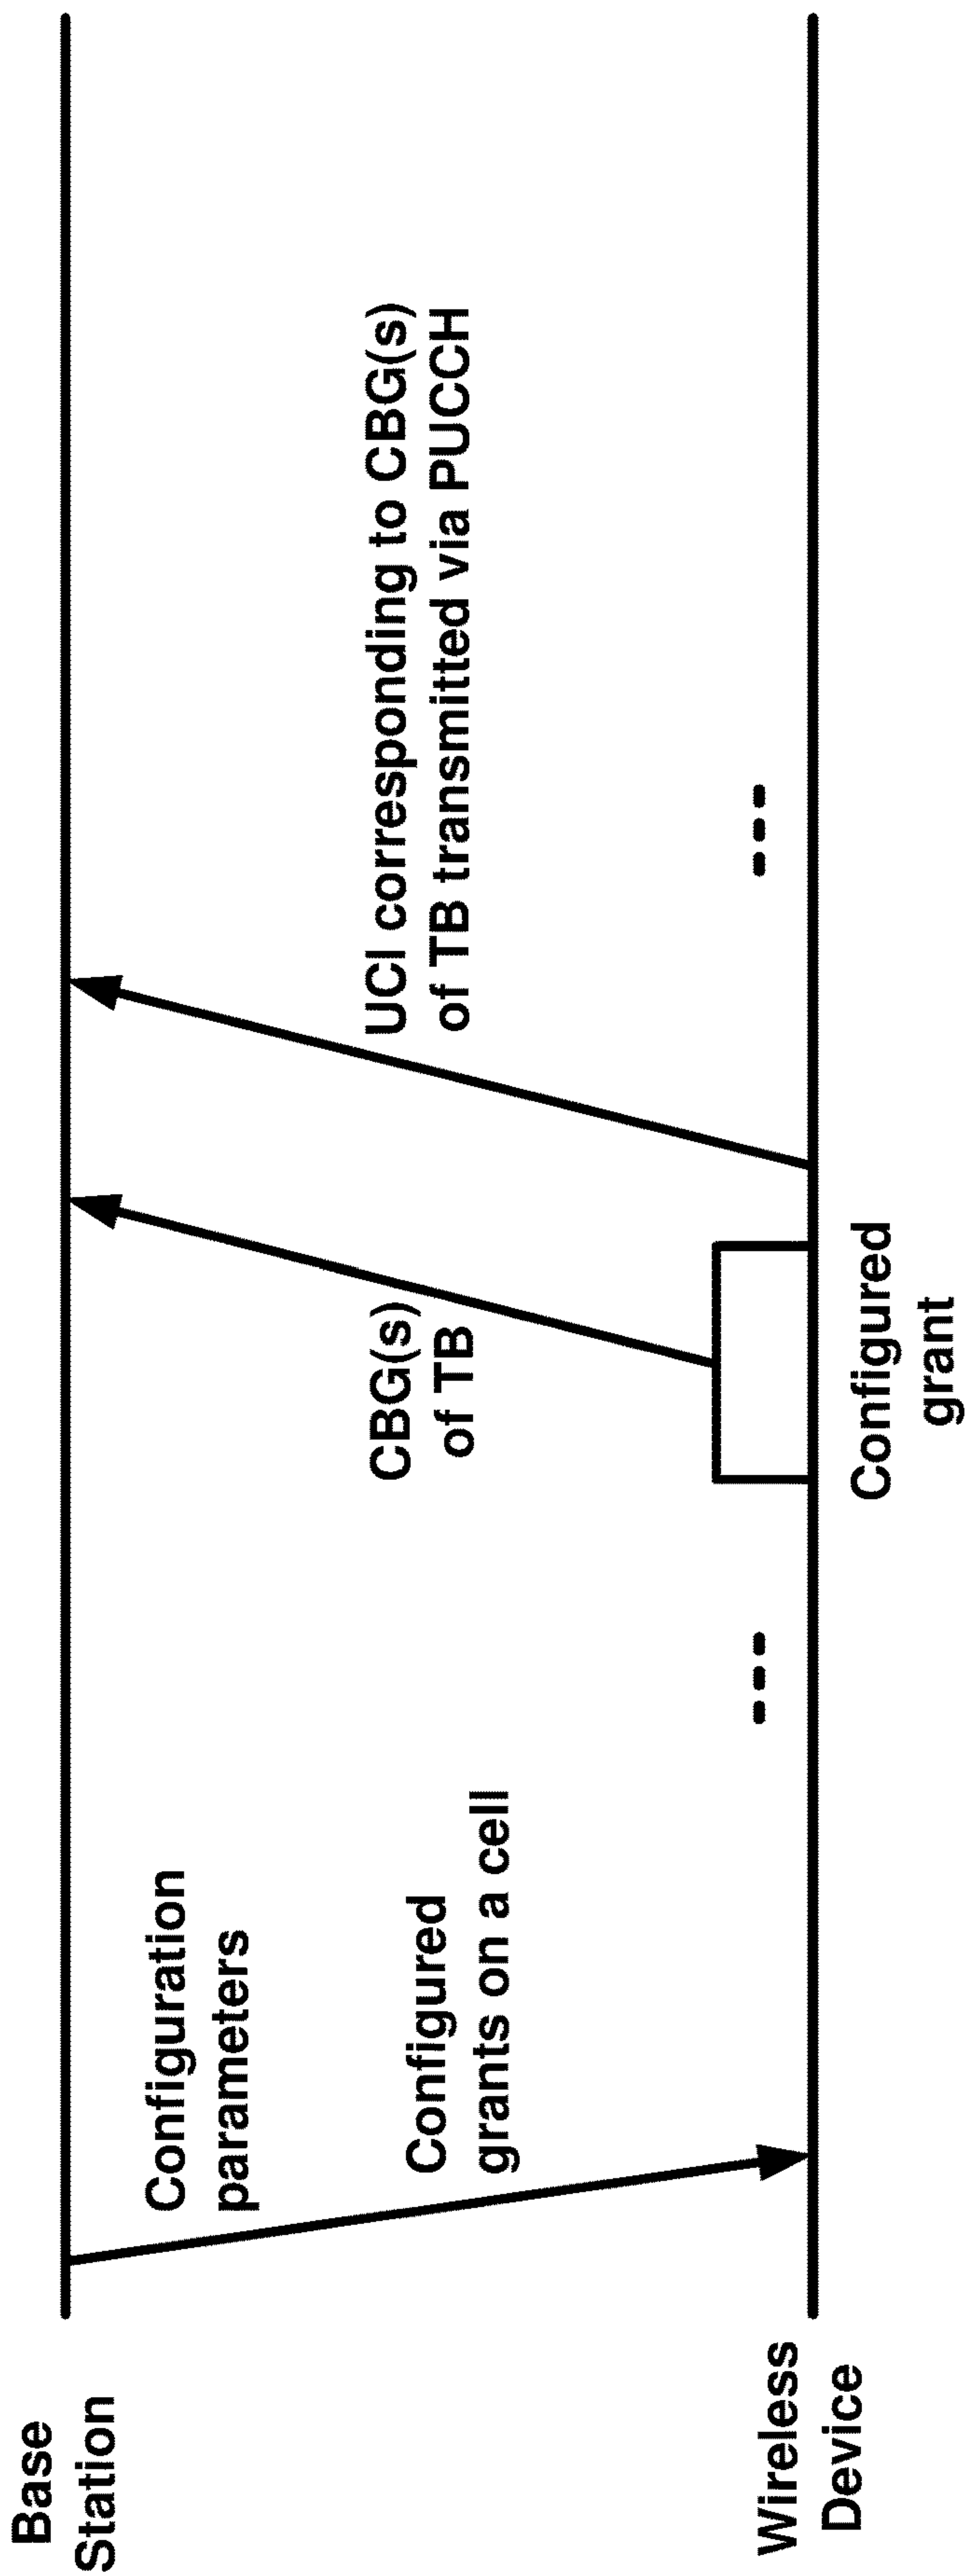 Base
Station
Wireless
Device
Configuration
parameters
Configured
grants on a cell
CBG(s)
of TB
Configured
grant
UCI corresponding to CBG(s)
of TB transmitted via PUCCH